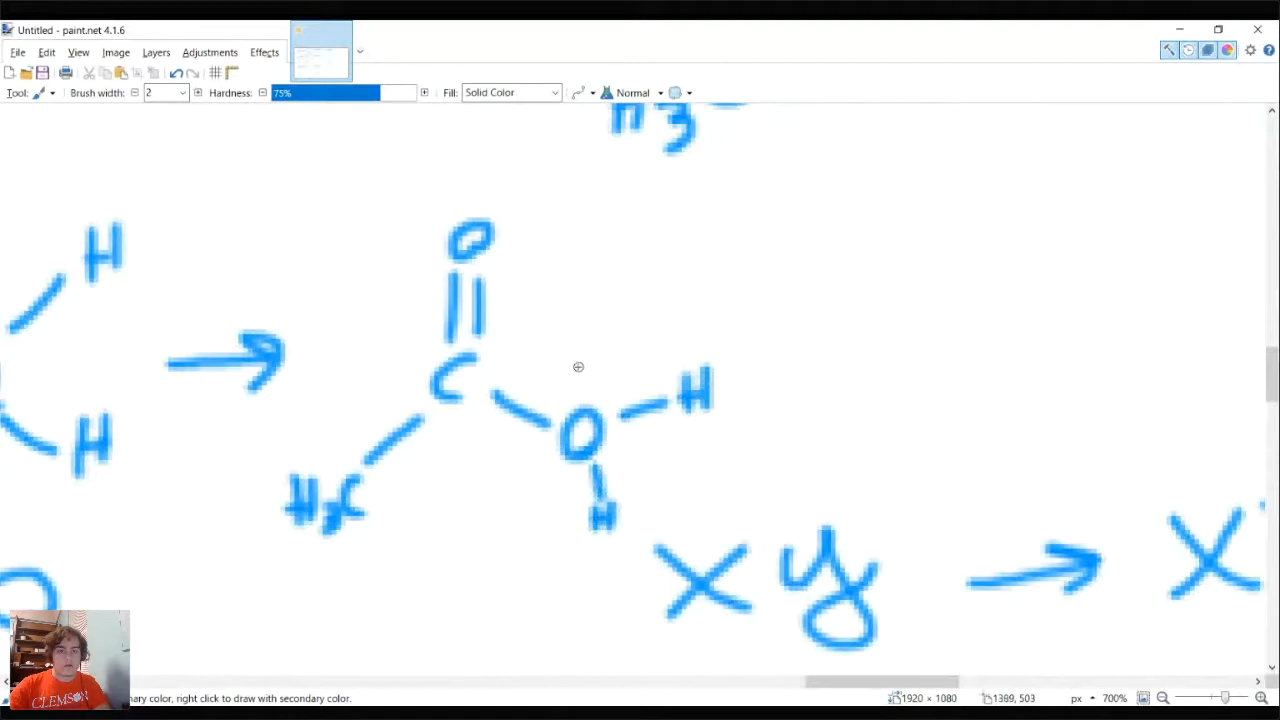 Untitled - paint.net 4.1.6
File Edit View Image Layers Adjustments Effects
Tool: Brush width: 2 Hardness: 75% Fill: Solid Color Normal
H3
O
H
C
H
O
H
H3C
H
X y → X
CLEMSON
nary color, right click to draw with secondary color.
1920 × 1080
1389, 503
px
700%